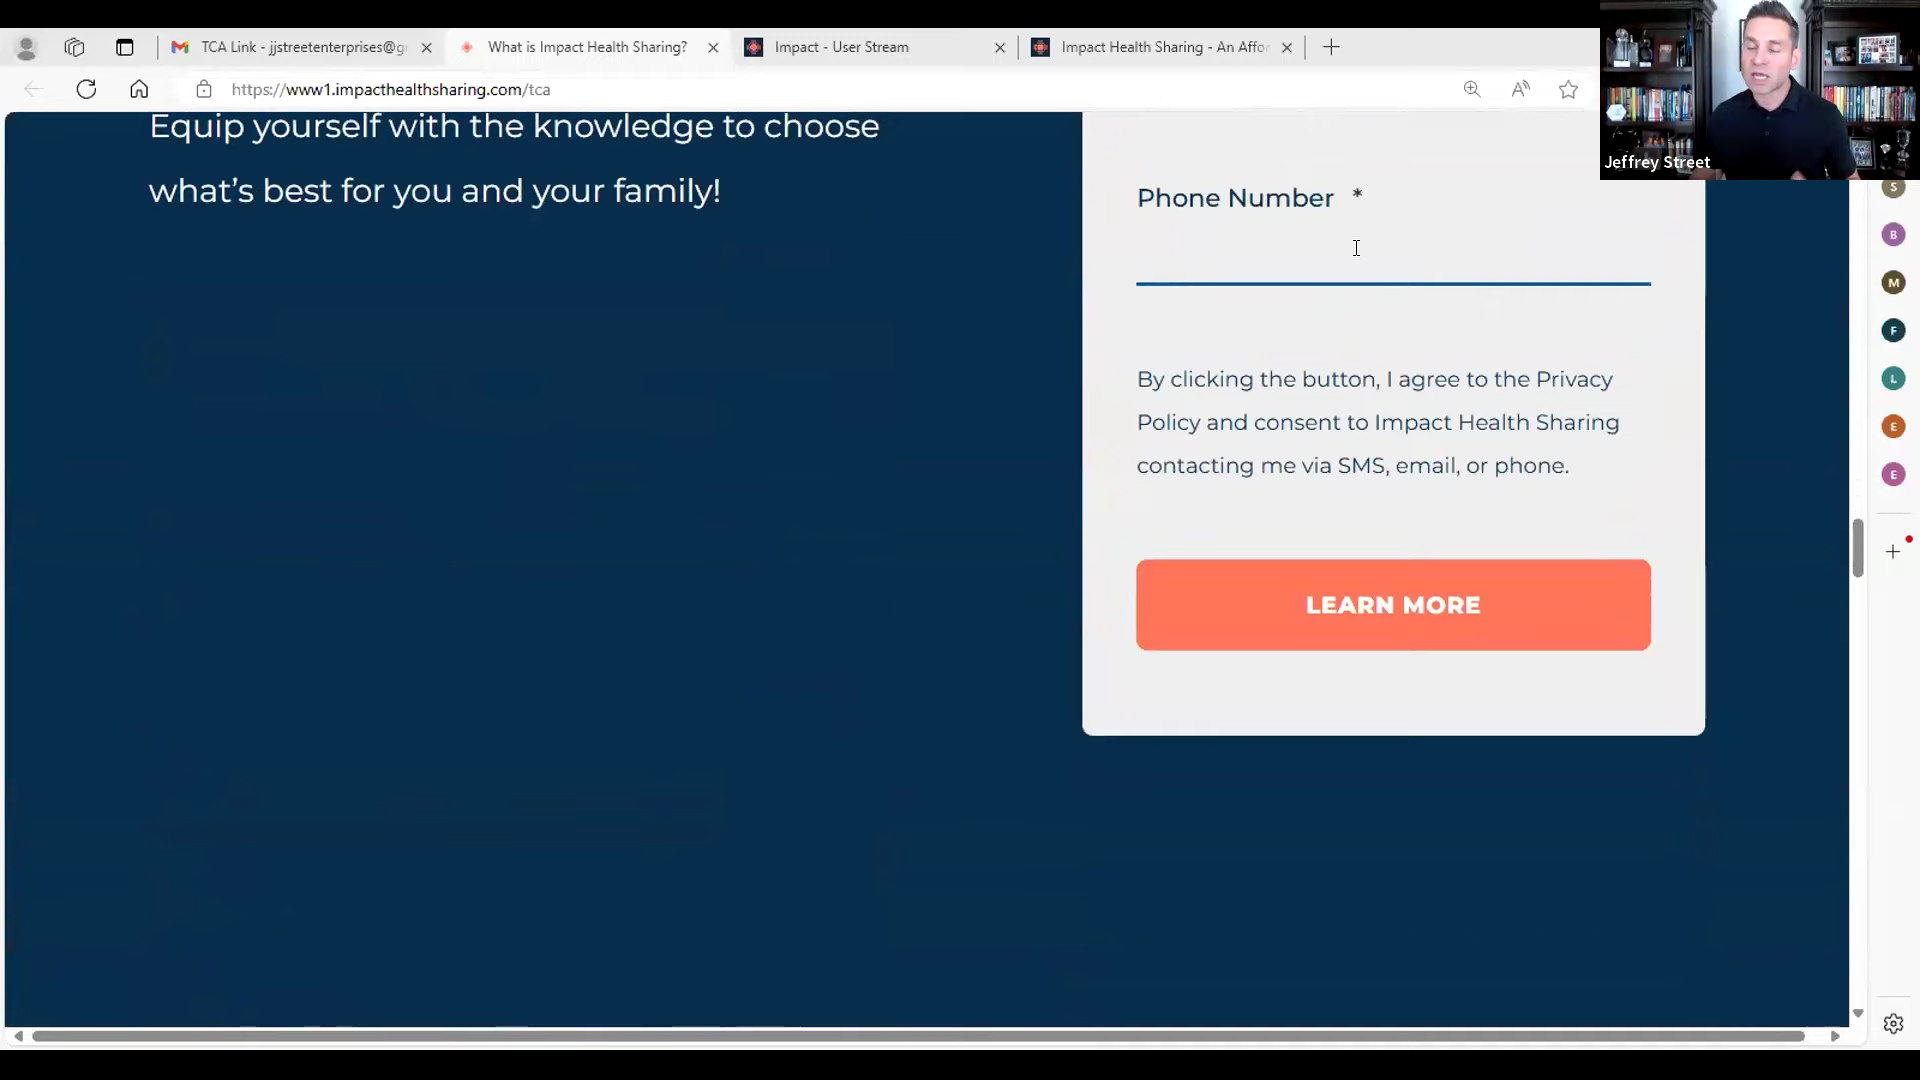 TCA Link - jjstreetenterprises@g
What is Impact Health Sharing?
Impact - User Stream
Impact Health Sharing - An Affo
https://www1.impacthealthsharing.com/tca
Jeffrey Street
Equip yourself with the knowledge to choose
what's best for you and your family!
Phone Number *
By clicking the button, I agree to the Privacy
Policy and consent to Impact Health Sharing
contacting me via SMS, email, or phone.
LEARN MORE
S
B
M
F
L
E
E